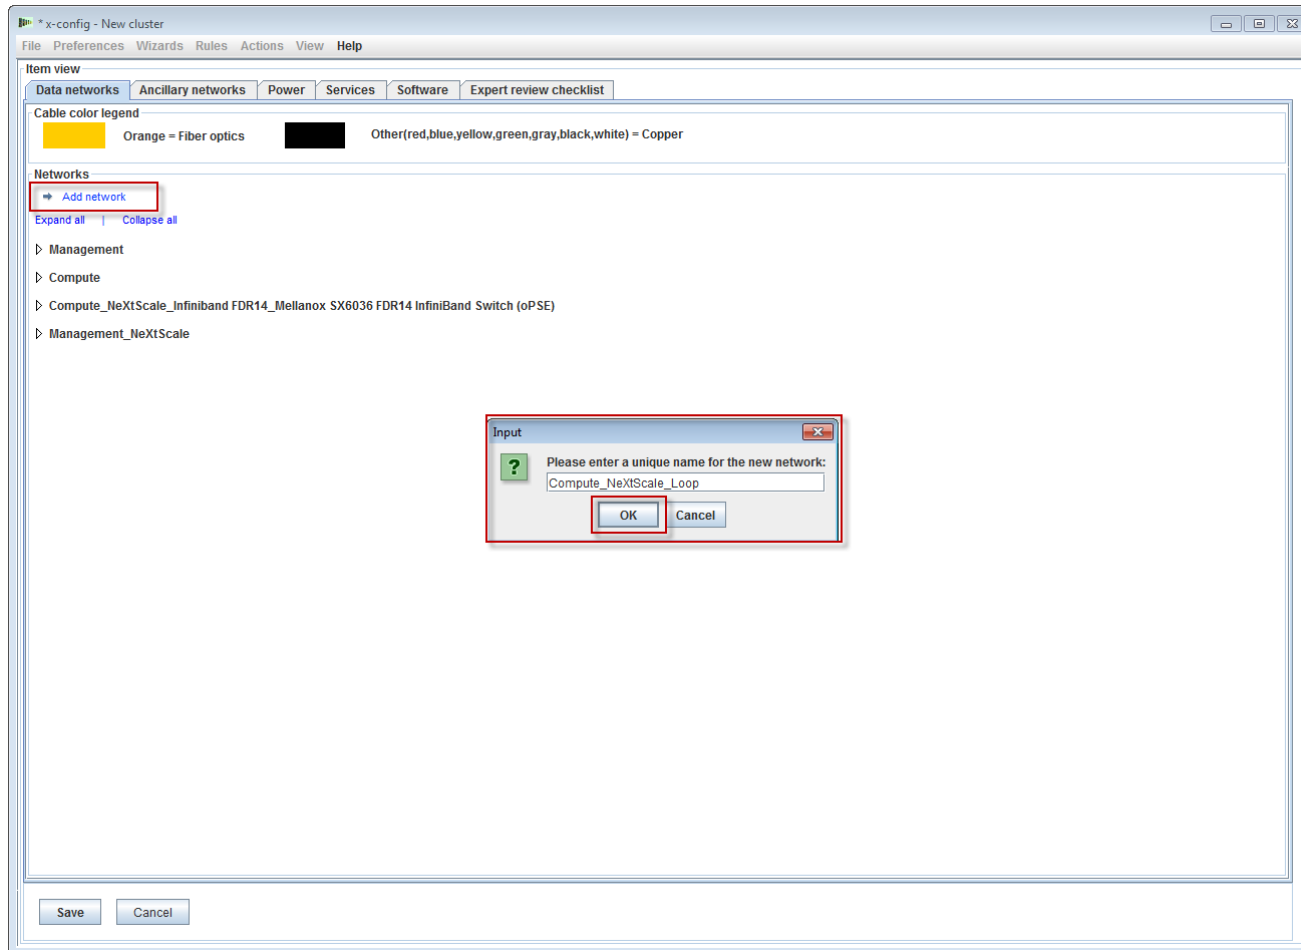 * x-config - New cluster
File Preferences Wizards Rules Actions View Help
Item view
Data networks Ancillary networks Power Services Software Expert review checklist
Cable color legend
Orange = Fiber optics Other(red,blue,yellow,green,gray,black,white) = Copper
Networks
Add network
Expand all | Collapse all
Management
Compute
Compute_NeXtScale_Infiniband FDR14_Mellanox SX6036 FDR14 InfiniBand Switch (oPSE)
Management_NeXtScale
Input
Please enter a unique name for the new network:
Compute_NeXtScale_Loop
OK Cancel
Save Cancel